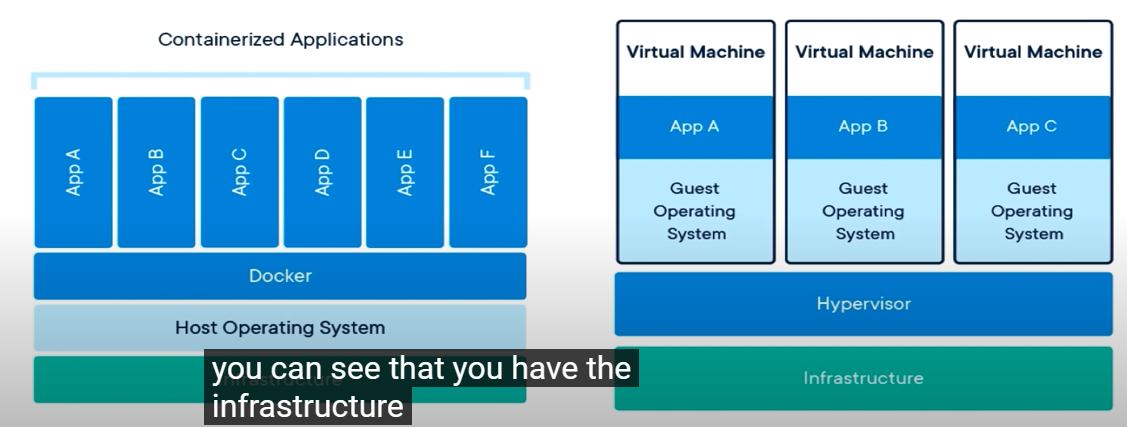 Containerized Applications
App A
App B
App C
App D
App E
App F
Docker
Host Operating System
Infrastructure
you can see that you have the
infrastructure
Virtual Machine
App A
Guest
Operating
System
Virtual Machine
App B
Guest
Operating
System
Virtual Machine
App C
Guest
Operating
System
Hypervisor
Infrastructure